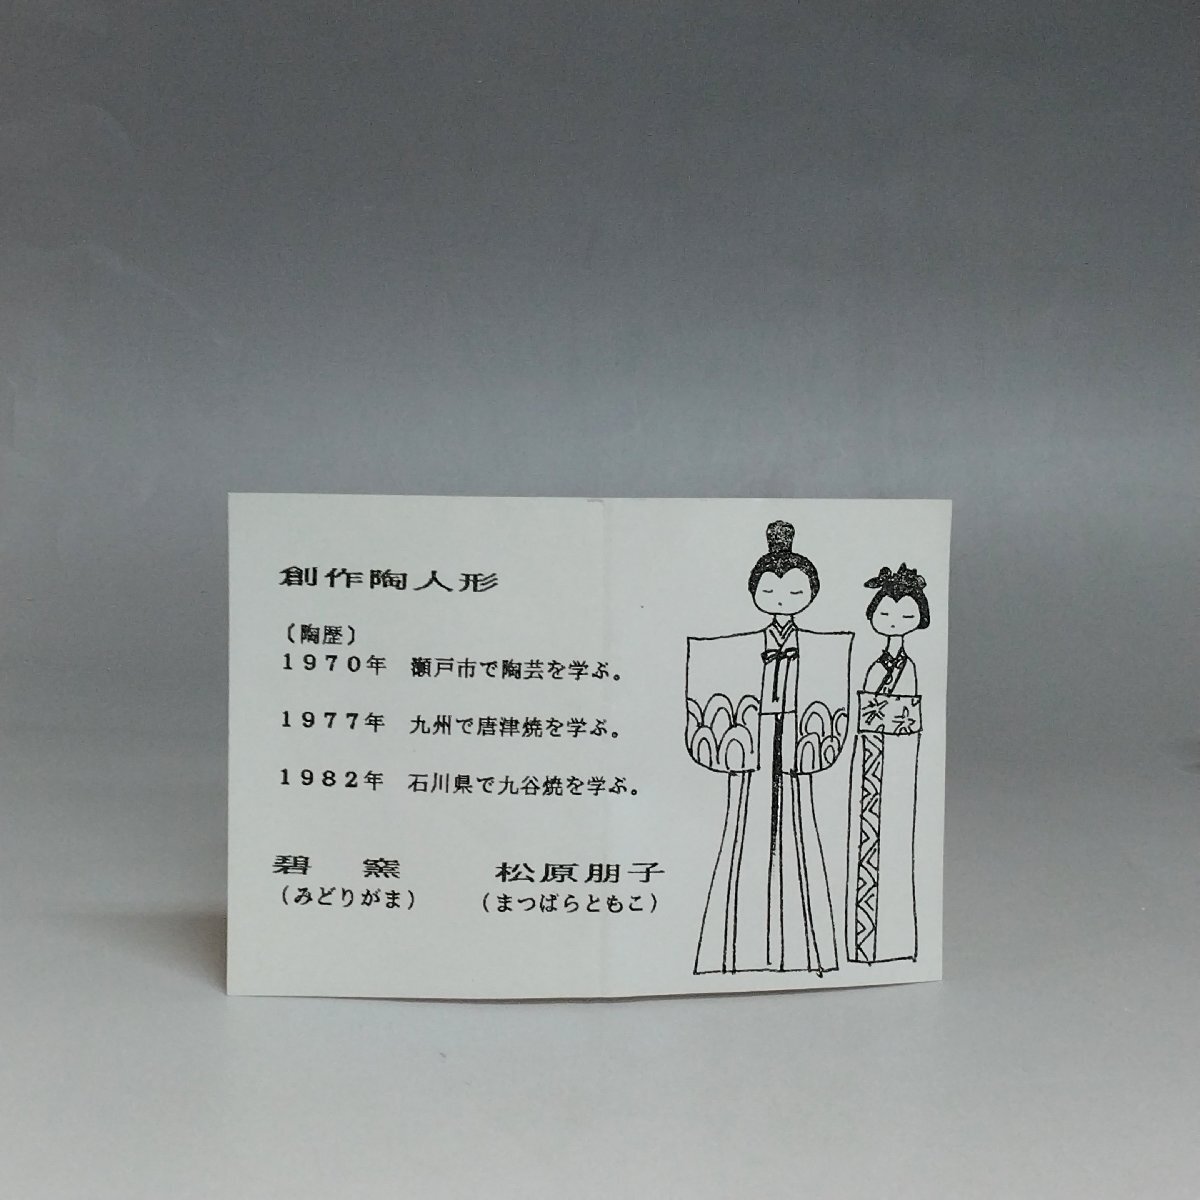 創作陶人形
〔陶歴〕
１９７０年　瀬戸市で陶芸を学ぶ。
１９７７年　九州で唐津焼を学ぶ。
１９８２年　石川県で九谷焼を学ぶ。
碧　窯　　松原朋子
（みどりがま）　（まつばらともこ）